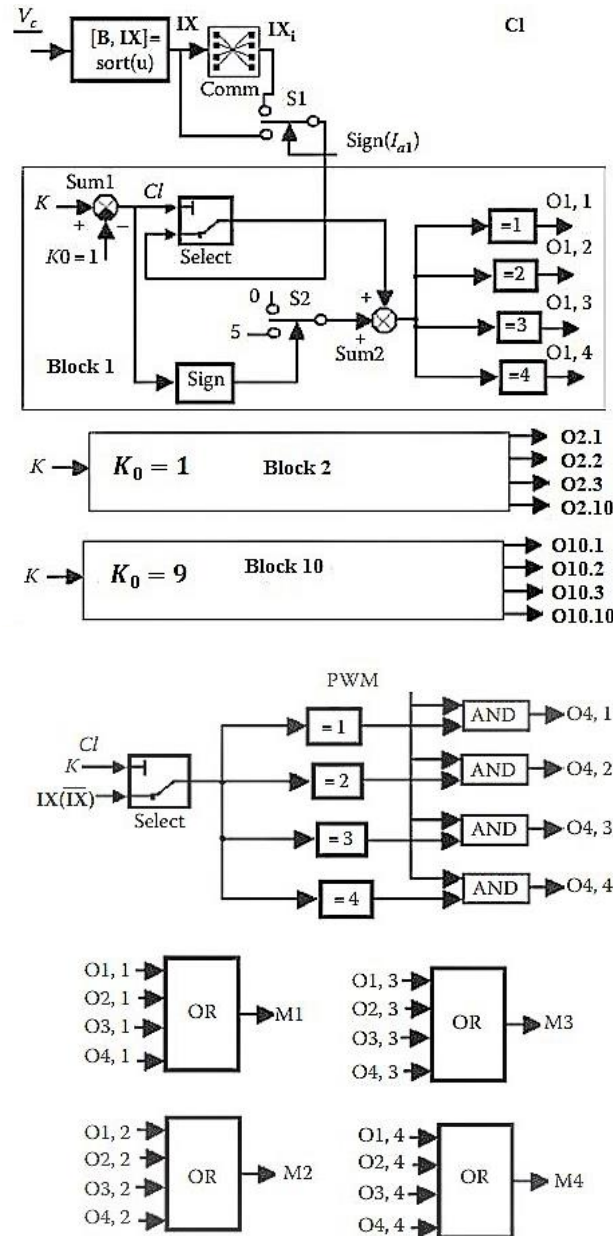 V_c
[B, IX]=
sort(u)
IX
IX_i
Cl
Comm
S1
Sign(I_a1)
Sum1
K
+
−
K0 = 1
Cl
Select
0
S2
5
+
+
Sum2
Sign
Block 1
=1
=2
=3
=4
O1, 1
O1, 2
O1, 3
O1, 4
K
K_0 = 1
Block 2
O2.1
O2.2
O2.3
O2.10
K
K_0 = 9
Block 10
O10.1
O10.2
O10.3
O10.10
PWM
Cl
K
IX(\overline{IX})
Select
= 1
= 2
= 3
= 4
AND
AND
AND
AND
O4, 1
O4, 2
O4, 3
O4, 4
O1, 1
O2, 1
O3, 1
O4, 1
OR
M1
O1, 3
O2, 3
O3, 3
O4, 3
OR
M3
O1, 2
O2, 2
O3, 2
O4, 2
OR
M2
O1, 4
O2, 4
O3, 4
O4, 4
OR
M4